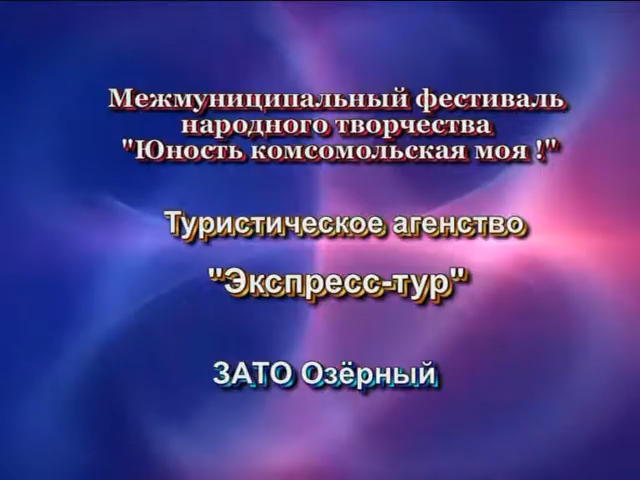 Межмуниципальный фестиваль
народного творчества
"Юность комсомольская моя !"
Туристическое агенство
"Экспресс-тур"
ЗАТО Озёрный